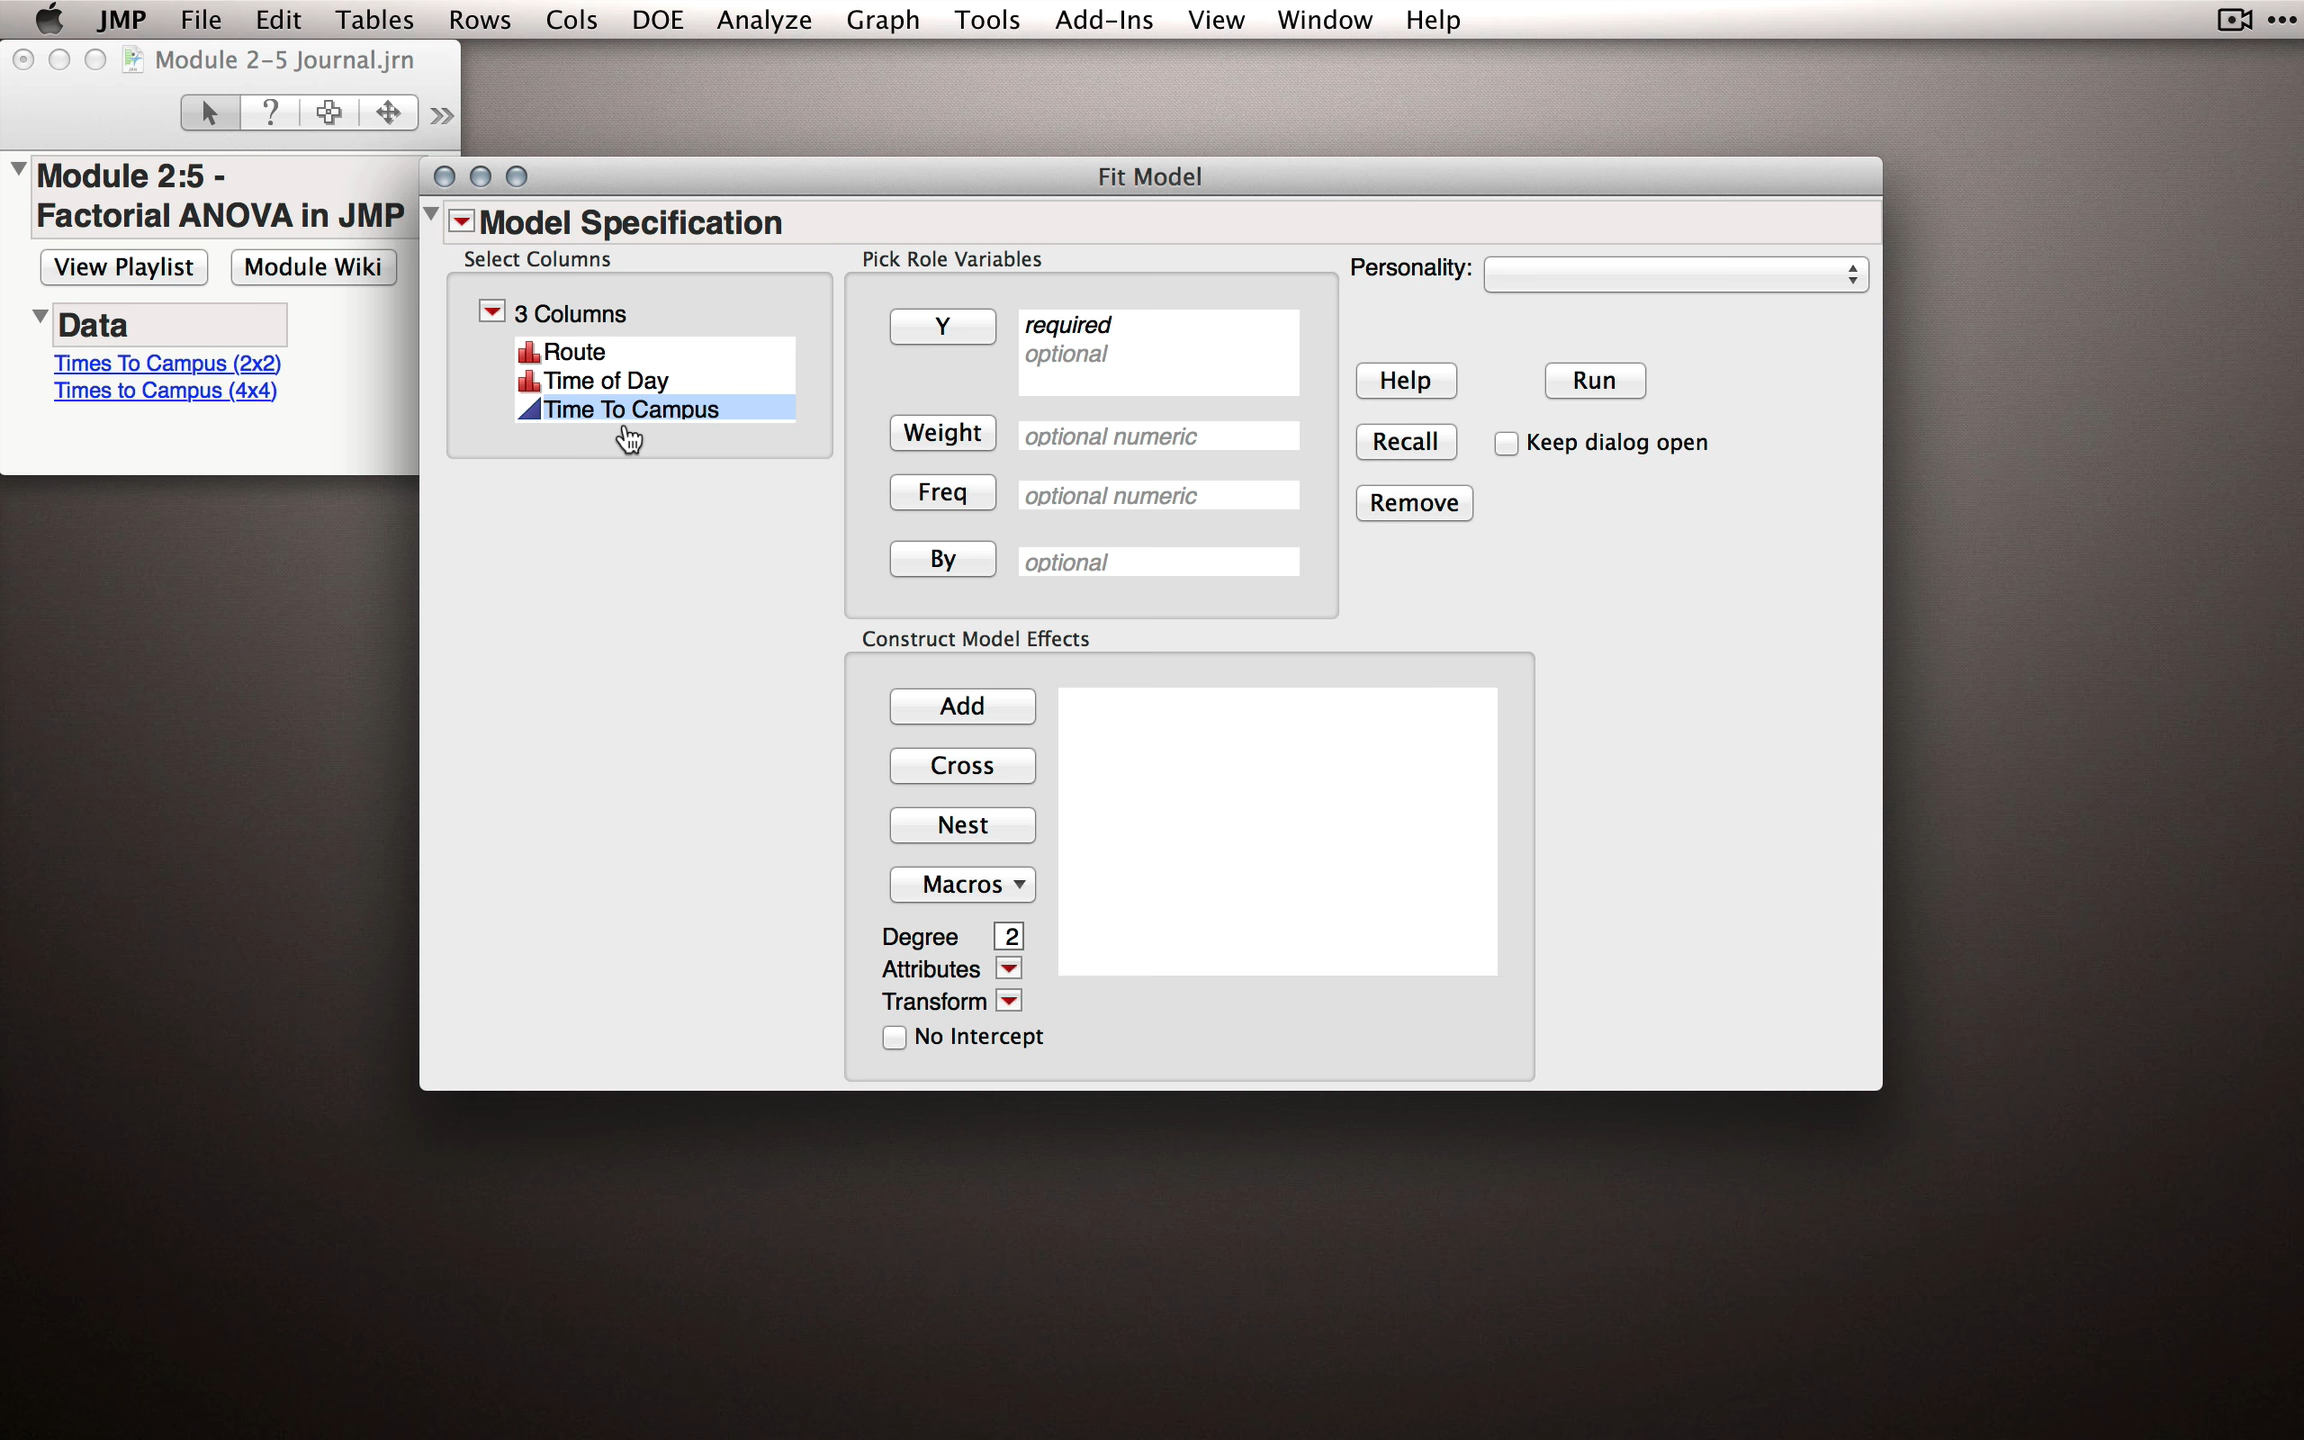 JMP File Edit Tables Rows Cols DOE Analyze Graph Tools Add-Ins View Window Help
Module 2-5 Journal.jrn
Module 2:5 -
Factorial ANOVA in JMP
View Playlist Module Wiki
Data
Times To Campus (2x2)
Times to Campus (4x4)
Fit Model
Model Specification
Select Columns
3 Columns
Route
Time of Day
Time To Campus
Pick Role Variables
Y required
optional
Weight optional numeric
Freq optional numeric
By optional
Personality:
Help Run
Recall Keep dialog open
Remove
Construct Model Effects
Add
Cross
Nest
Macros
Degree 2
Attributes
Transform
No Intercept